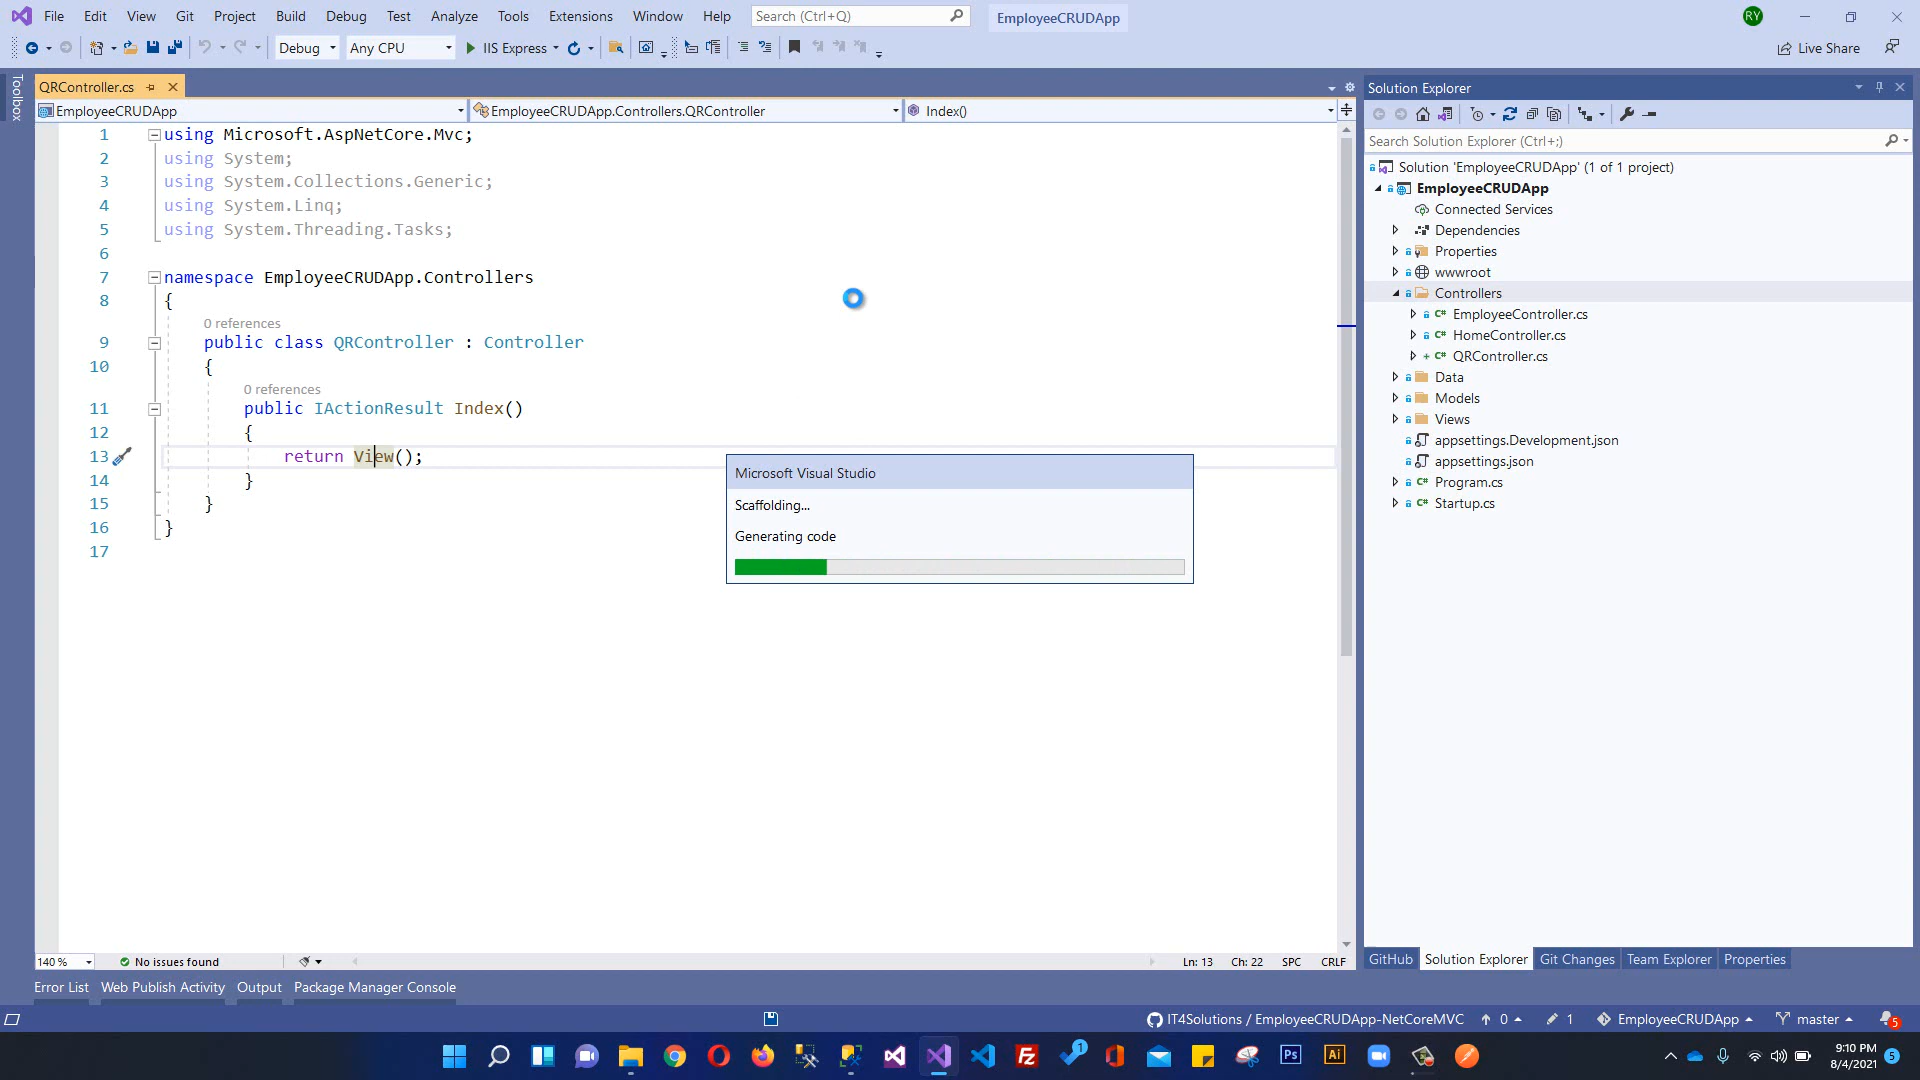 File Edit View Git Project Build Debug Test Analyze Tools Extensions Window Help Search (Ctrl+Q) EmployeeCRUDApp RY
Debug Any CPU IIS Express Live Share
Toolbox
QRController.cs
EmployeeCRUDApp EmployeeCRUDApp.Controllers.QRController Index()
1 using Microsoft.AspNetCore.Mvc;
2 using System;
3 using System.Collections.Generic;
4 using System.Linq;
5 using System.Threading.Tasks;
6
7 namespace EmployeeCRUDApp.Controllers
8 {
0 references
9 public class QRController : Controller
10 {
0 references
11 public IActionResult Index()
12 {
13 return View();
14 }
15 }
16 }
17
Microsoft Visual Studio
Scaffolding...
Generating code
Solution Explorer
Search Solution Explorer (Ctrl+;)
Solution 'EmployeeCRUDApp' (1 of 1 project)
EmployeeCRUDApp
Connected Services
Dependencies
Properties
wwwroot
Controllers
C# EmployeeController.cs
C# HomeController.cs
+ C# QRController.cs
Data
Models
Views
appsettings.Development.json
appsettings.json
C# Program.cs
C# Startup.cs
140 % No issues found Ln: 13 Ch: 22 SPC CRLF
GitHub Solution Explorer Git Changes Team Explorer Properties
Error List Web Publish Activity Output Package Manager Console
IT4Solutions / EmployeeCRUDApp-NetCoreMVC 0 1 EmployeeCRUDApp master 5
Fz 1 Ps Ai
9:10 PM
8/4/2021 5